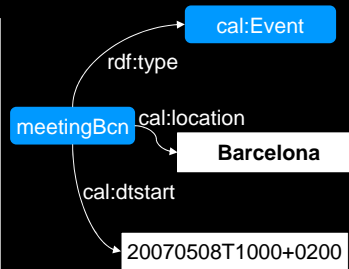 cal:Event
rdf:type
meetingBcn
cal:location
Barcelona
cal:dtstart
20070508T1000+0200